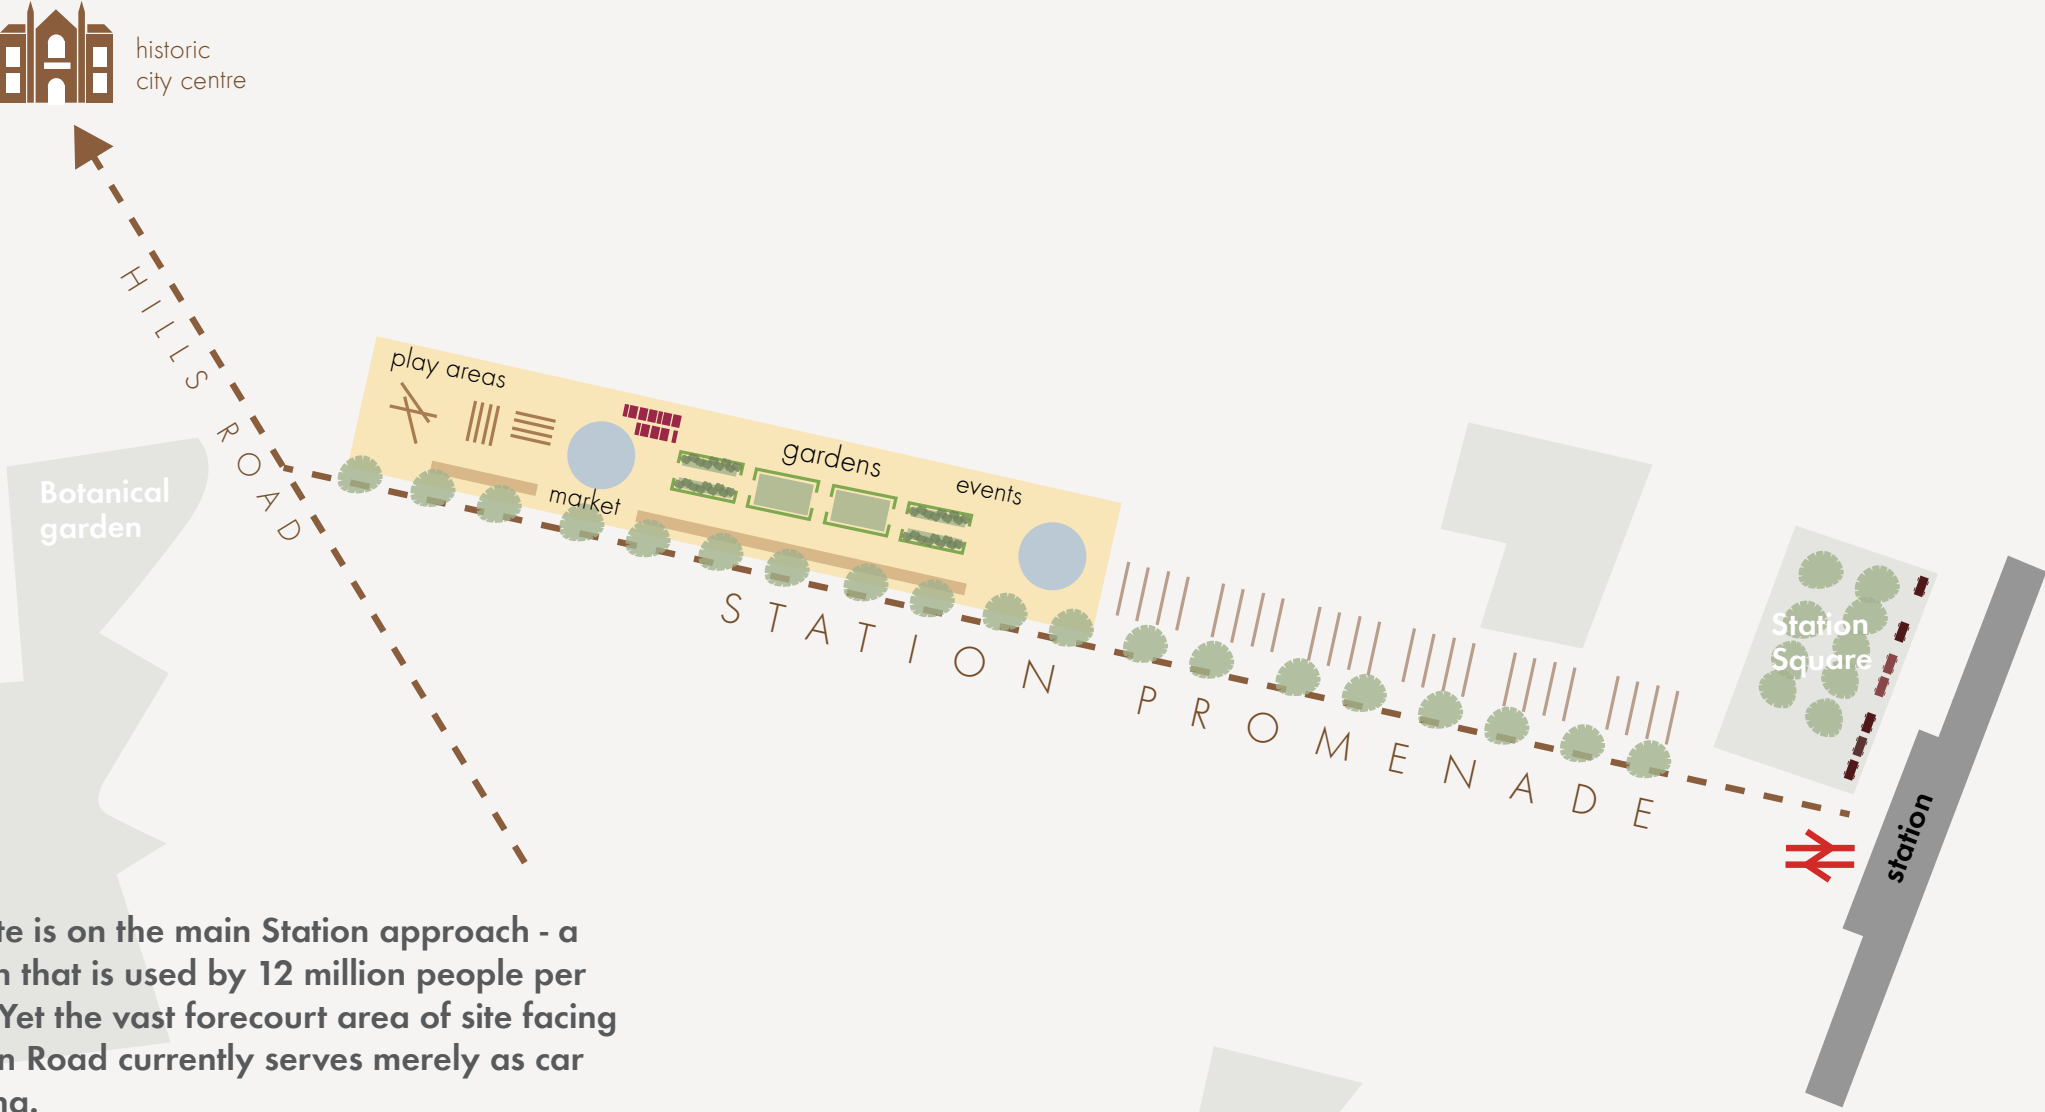 historic
city centre
HILLS ROAD
play areas
gardens
events
market
Botanical
garden
STATION PROMENADE
Station
Square
station
is on the main Station approach - a
that is used by 12 million people per
Yet the vast forecourt area of site facing
Road currently serves merely as car